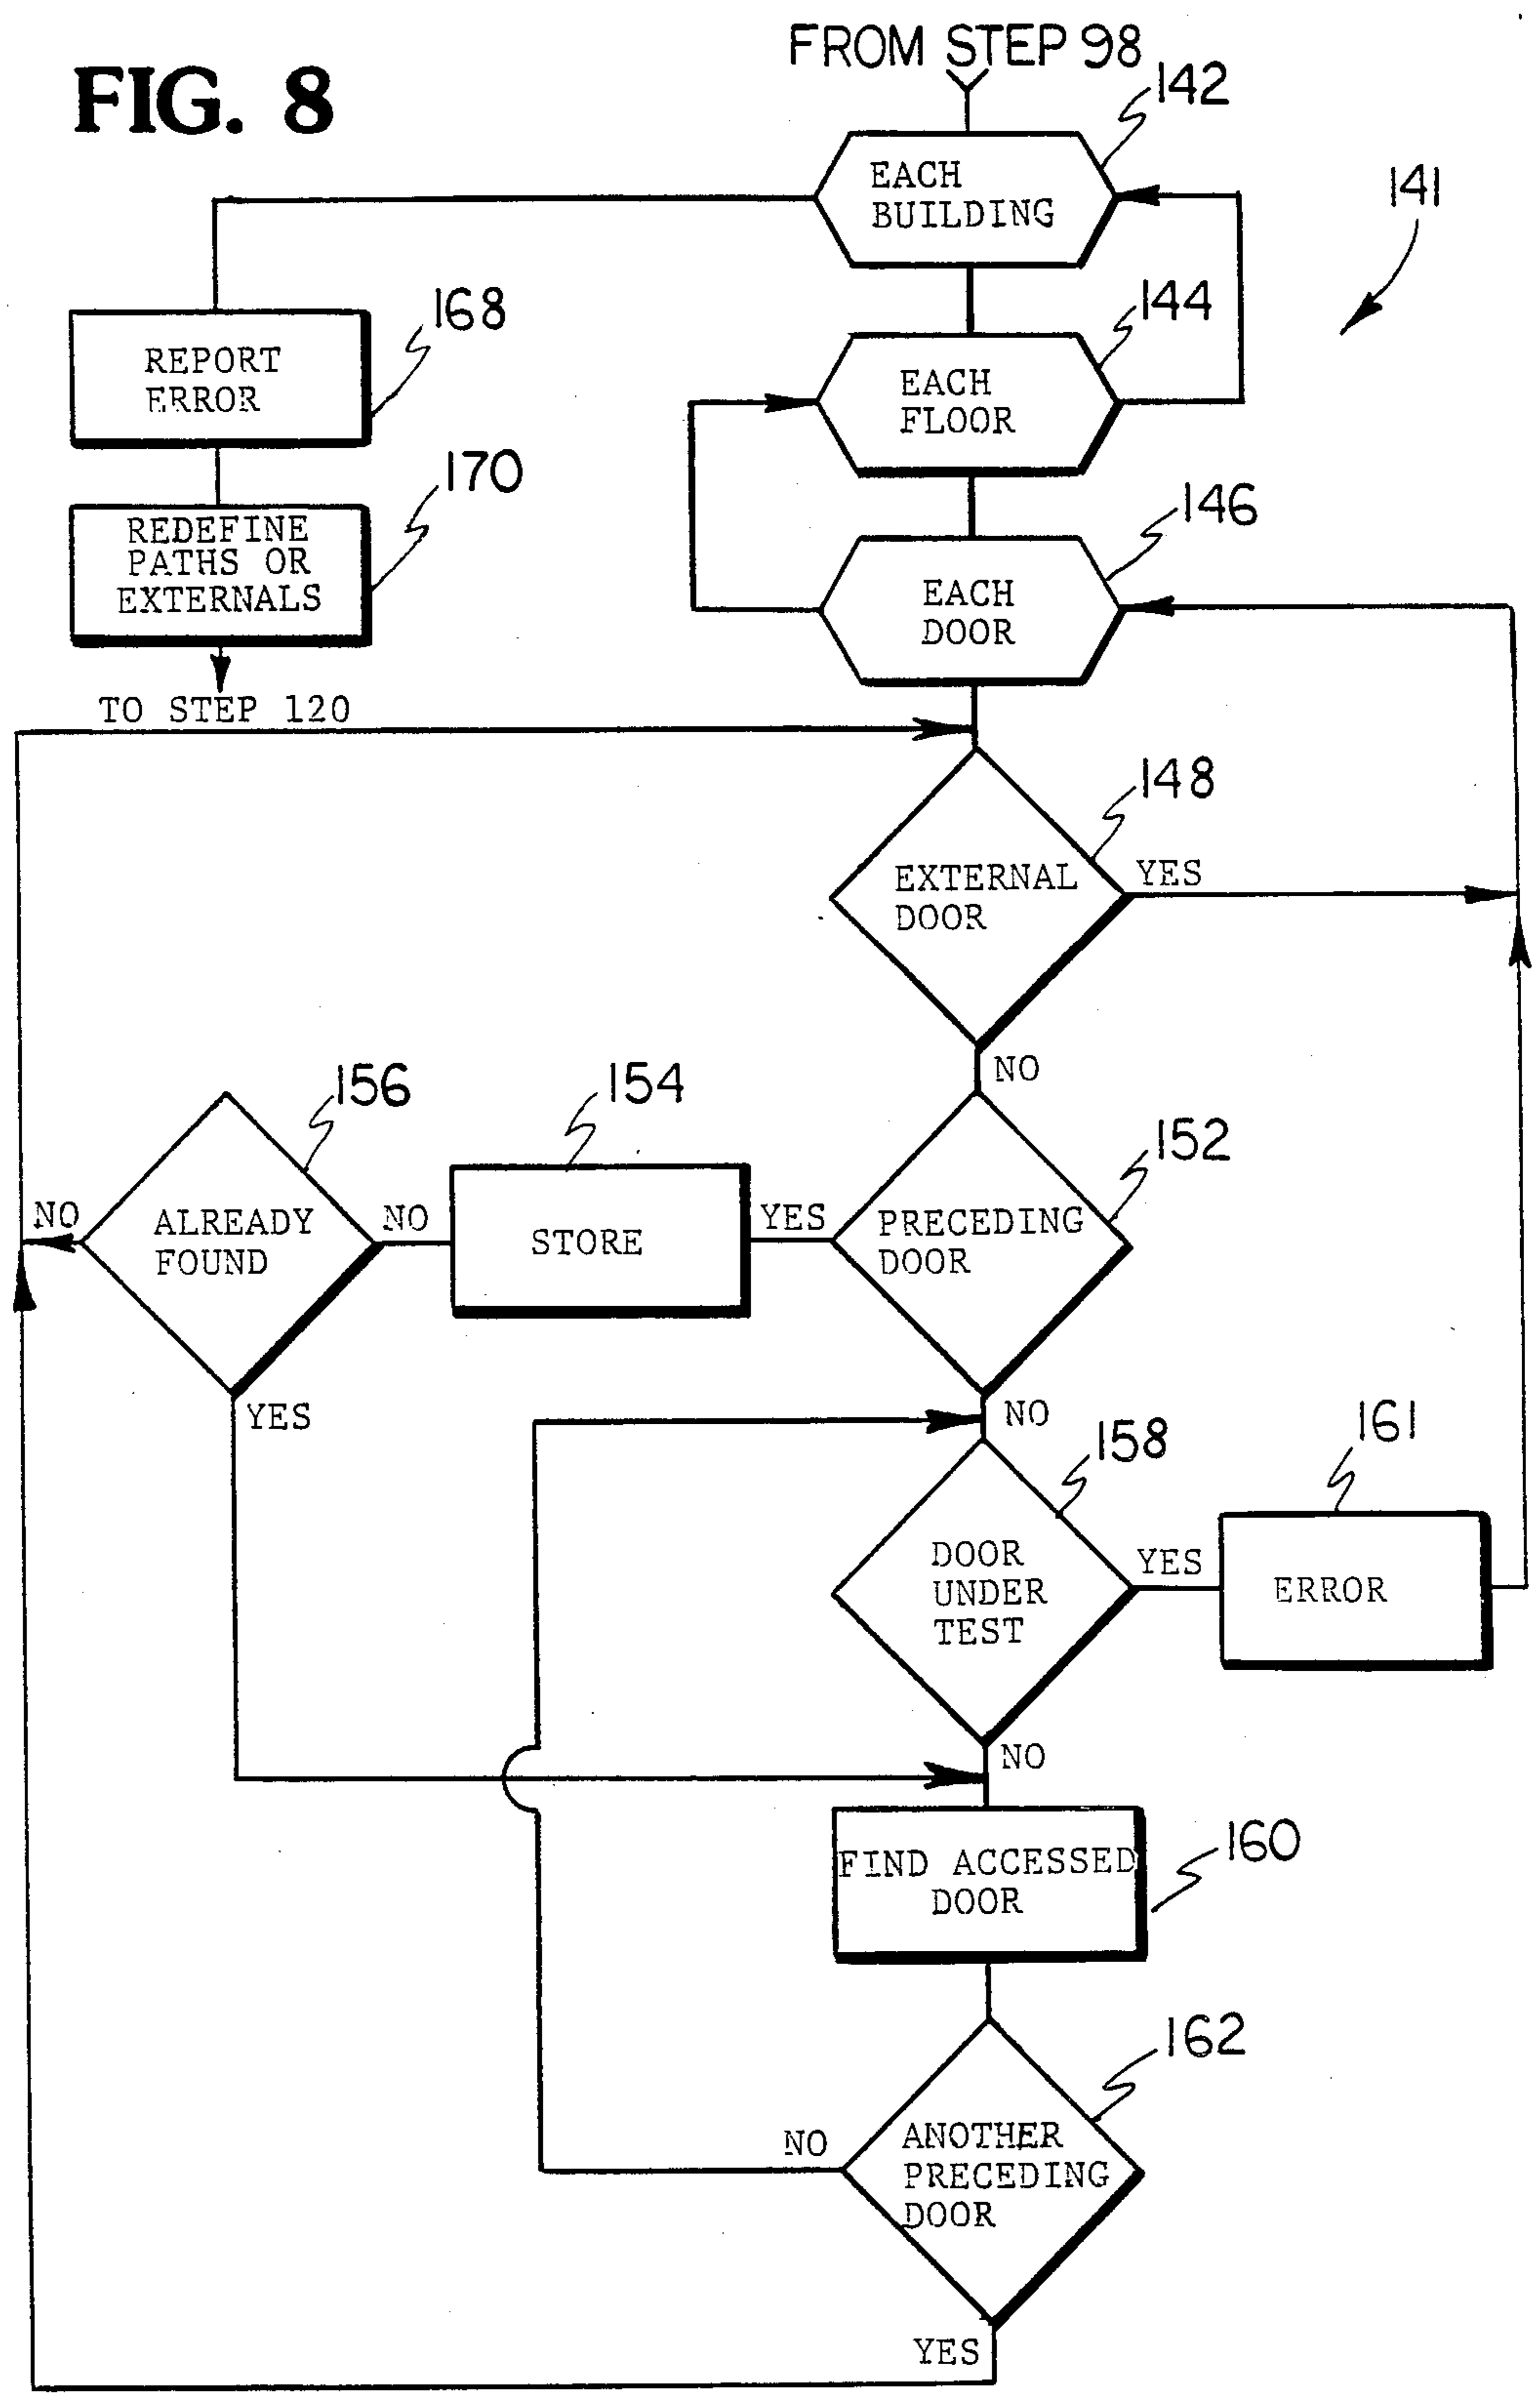 FROM STEP 98
FIG. 8
142
EACH
BUILDING
141
144
168
REPORT
ERROR
EACH
FLOOR
170
146
REDEFINE
PATHS OR
EXTERNALS
EACH
DOOR
TO STEP 120
148
EXTERNAL
DOOR
YES
NO
156
154
152
NO
ALREADY
FOUND
NO
STORE
YES
PRECEDING
DOOR
YES
NO
158
161
DOOR
UNDER
TEST
YES
ERROR
NO
160
FIND ACCESSED
DOOR
162
NO
ANOTHER
PRECEDING
DOOR
YES